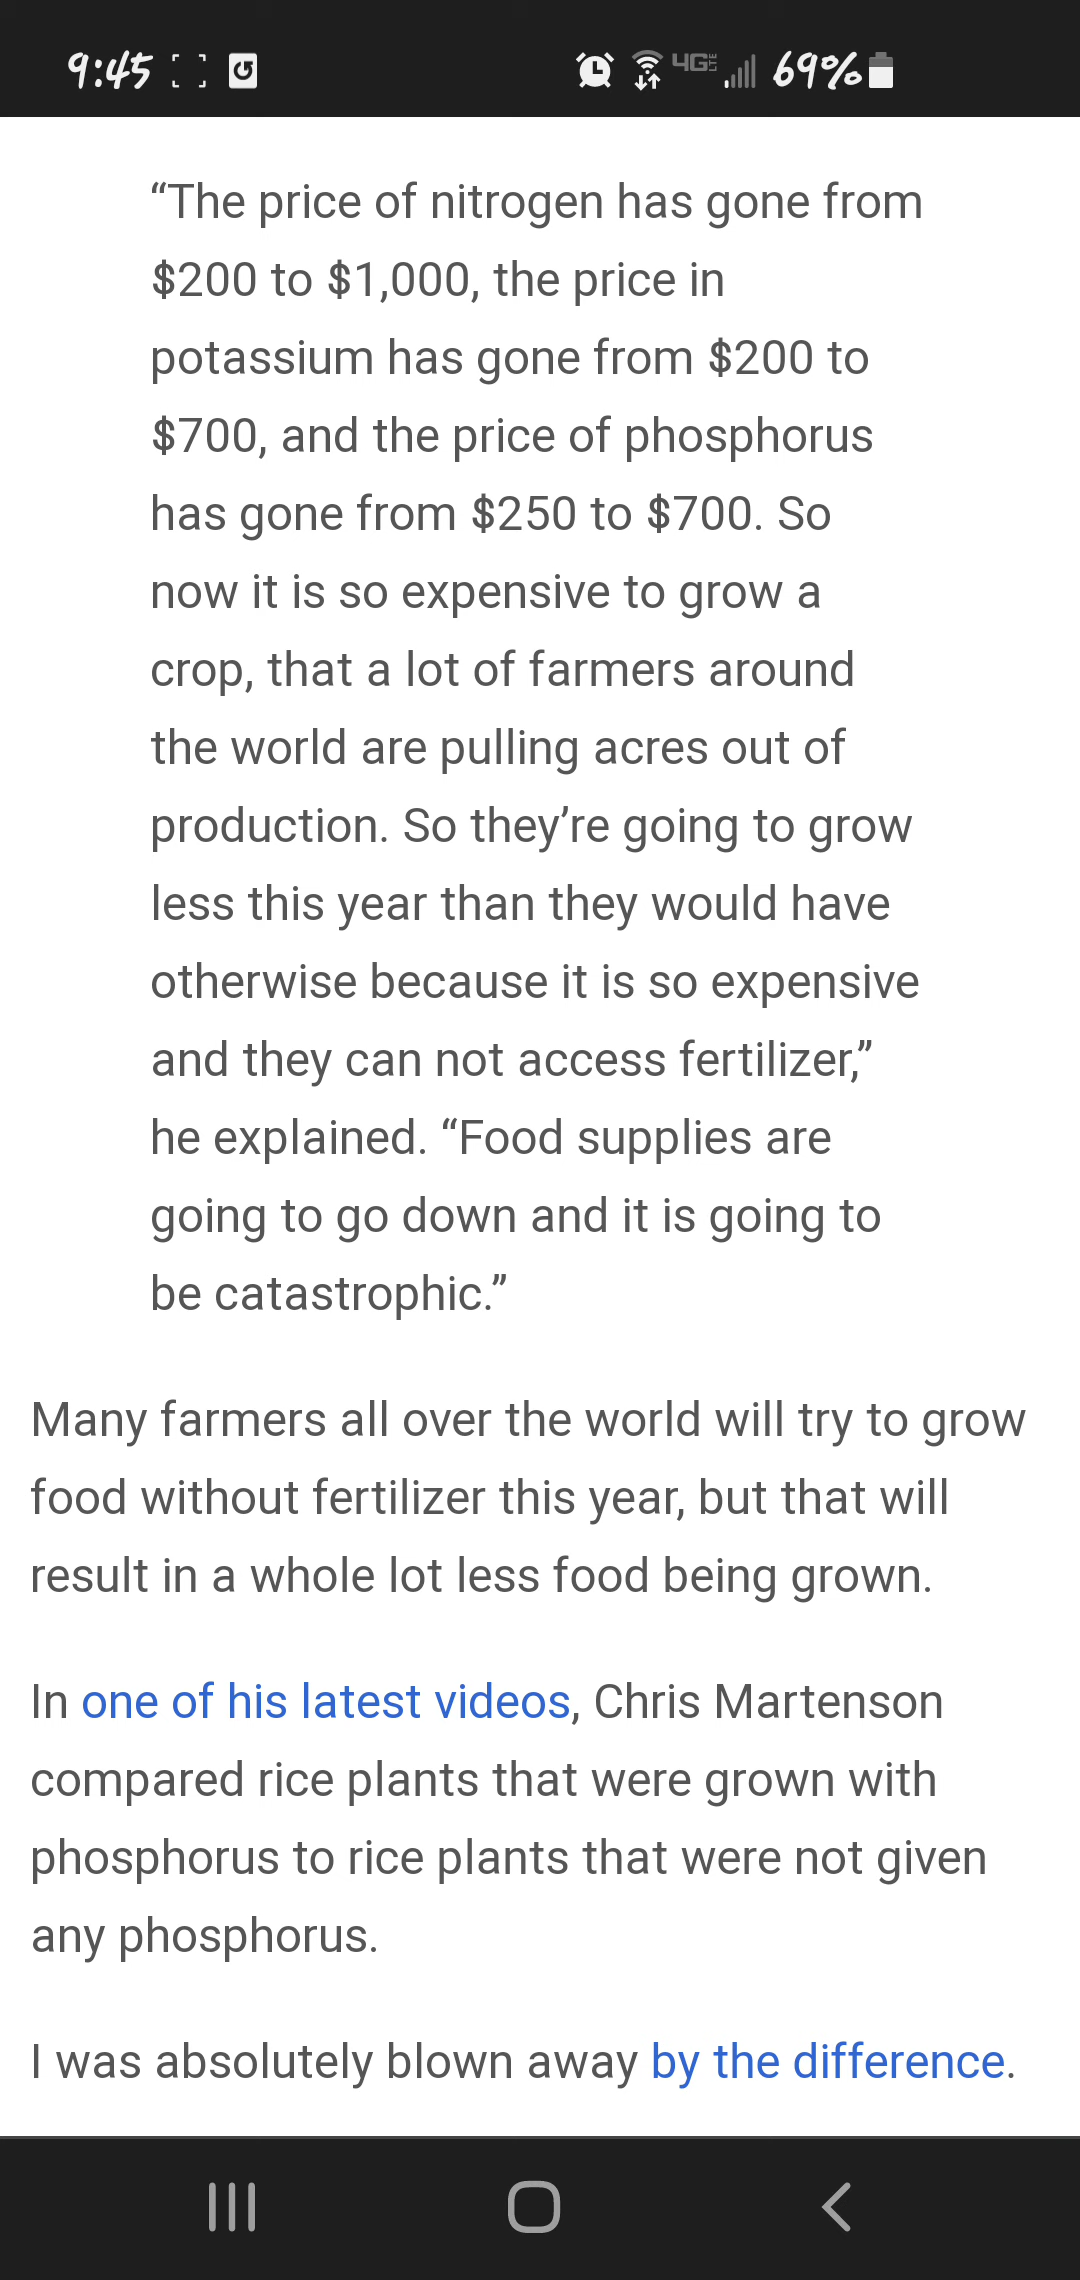 9:45
4G LTE 69%
“The price of nitrogen has gone from
$200 to $1,000, the price in
potassium has gone from $200 to
$700, and the price of phosphorus
has gone from $250 to $700. So
now it is so expensive to grow a
crop, that a lot of farmers around
the world are pulling acres out of
production. So they’re going to grow
less this year than they would have
otherwise because it is so expensive
and they can not access fertilizer,”
he explained. “Food supplies are
going to go down and it is going to
be catastrophic.”
Many farmers all over the world will try to grow
food without fertilizer this year, but that will
result in a whole lot less food being grown.
In one of his latest videos, Chris Martenson
compared rice plants that were grown with
phosphorus to rice plants that were not given
any phosphorus.
I was absolutely blown away by the difference.